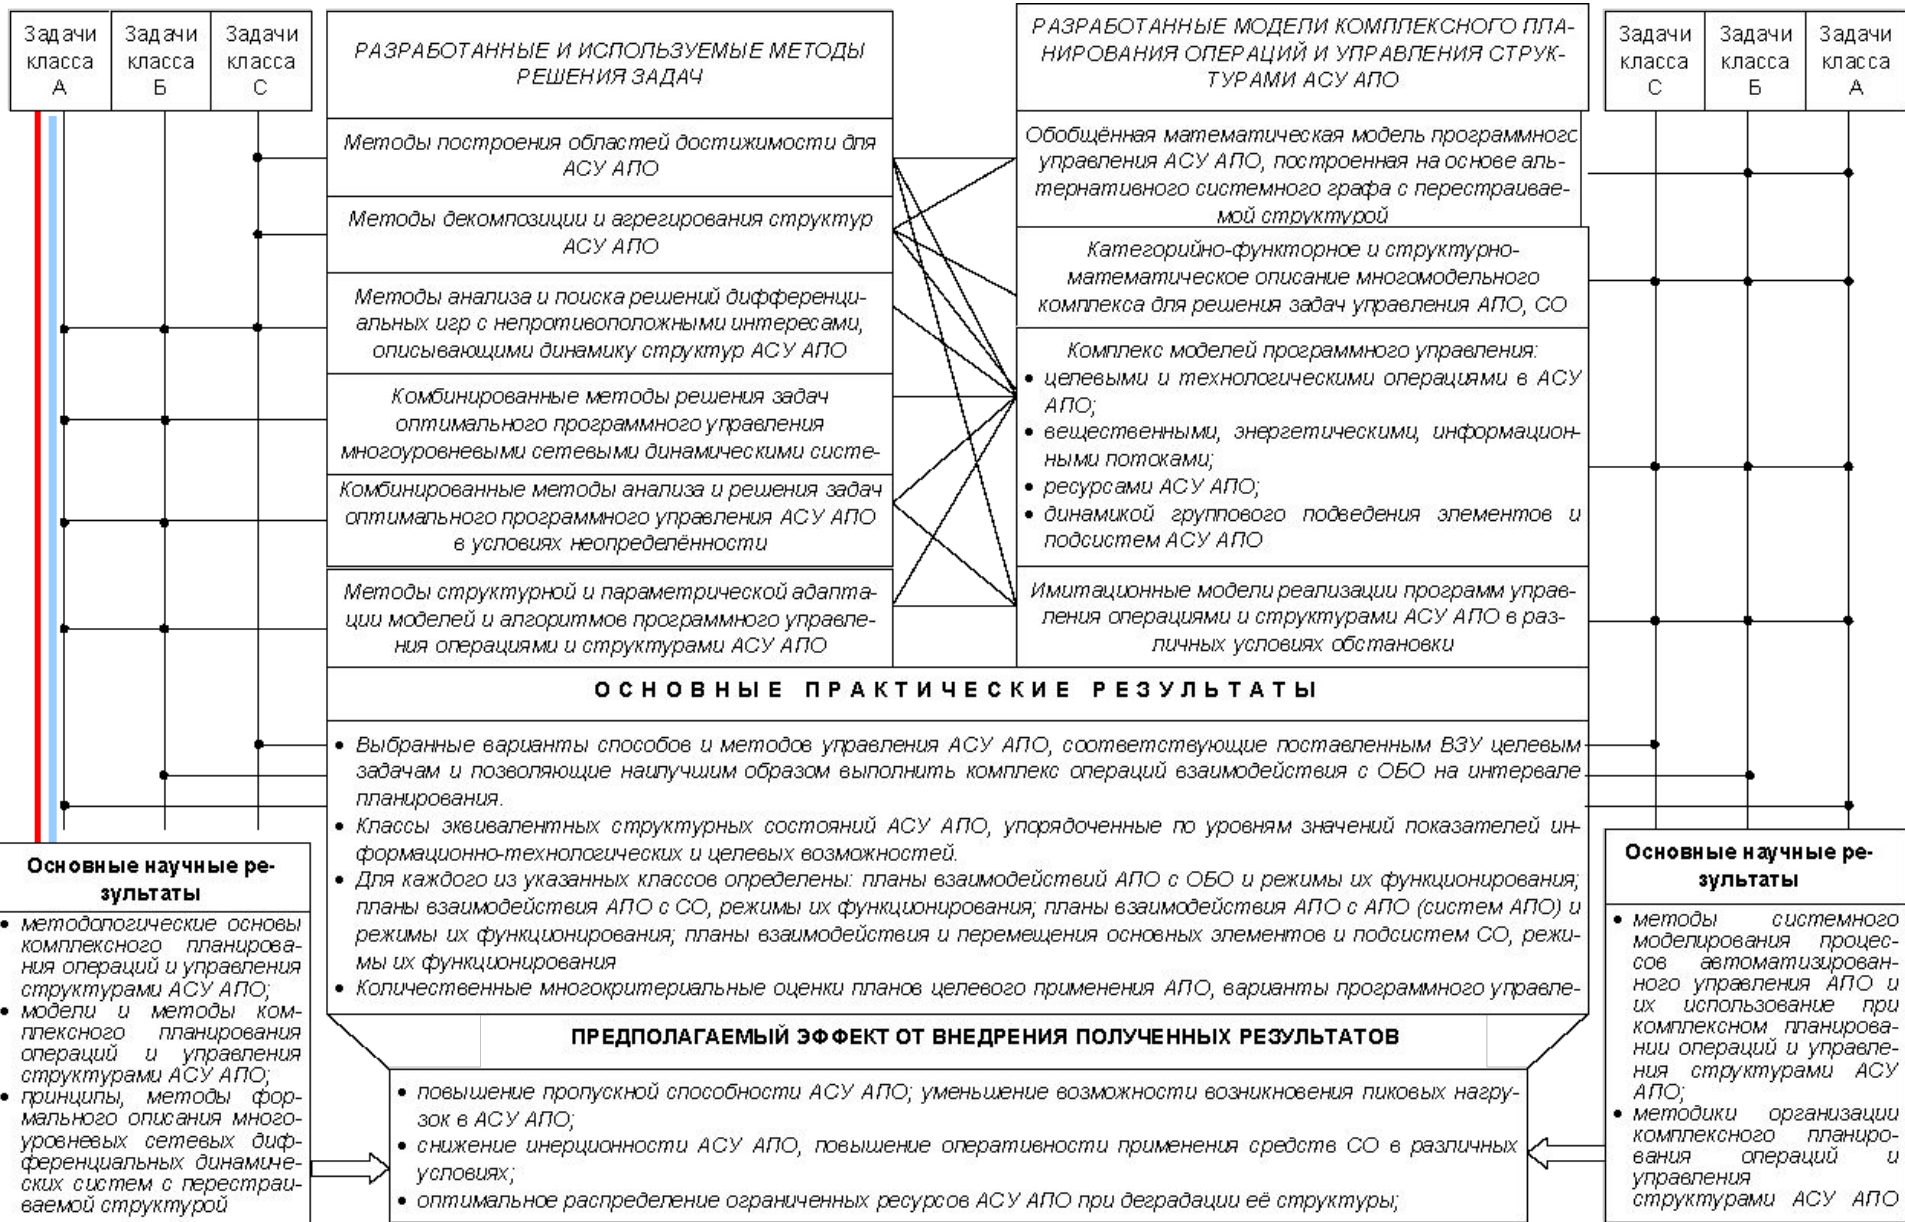 Задачи
класса
А
Задачи
класса
Б
Задачи
класса
С
РАЗРАБОТАННЫЕ И ИСПОЛЬЗУЕМЫЕ МЕТОДЫ
РЕШЕНИЯ ЗАДАЧ
РАЗРАБОТАННЫЕ МОДЕЛИ КОМПЛЕКСНОГО ПЛА-
НИРОВАНИЯ ОПЕРАЦИЙ И УПРАВЛЕНИЯ СТРУК-
ТУРАМИ АСУ АПО
Задачи
класса
С
Задачи
класса
Б
Задачи
класса
А
Методы построения областей достижимости для
АСУ АПО
Методы декомпозиции и агрегирования структур
АСУ АПО
Методы анализа и поиска решений дифференци-
альных игр с непротивоположными интересами,
описывающими динамику структур АСУ АПО
Комбинированные методы решения задач
оптимального программного управления
многоуровневыми сетевыми динамическими систе-
Комбинированные методы анализа и решения задач
оптимального программного управления АСУ АПО
в условиях неопределённости
Методы структурной и параметрической адапта-
ции моделей и алгоритмов программного управле-
ния операциями и структурами АСУ АПО
Обобщённая математическая модель программного
управления АСУ АПО, построенная на основе аль-
тернативного системного графа с перестраивае-
мой структурой
Категорийно-функторное и структурно-
математическое описание многомодельного
комплекса для решения задач управления АПО, СО
Комплекс моделей программного управления:
• целевыми и технологическими операциями в АСУ
АПО;
• вещественными, энергетическими, информацион-
ными потоками;
• ресурсами АСУ АПО;
• динамикой группового подведения элементов и
подсистем АСУ АПО
Имитационные модели реализации программ управ-
ления операциями и структурами АСУ АПО в раз-
личных условиях обстановки
ОСНОВНЫЕ ПРАКТИЧЕСКИЕ РЕЗУЛЬТАТЫ
• Выбранные варианты способов и методов управления АСУ АПО, соответствующие поставленным ВЗУ целевым
задачам и позволяющие наилучшим образом выполнить комплекс операций взаимодействия с ОБО на интервале
планирования.
• Классы эквивалентных структурных состояний АСУ АПО, упорядоченные по уровням значений показателей ин-
формационно-технологических и целевых возможностей.
• Для каждого из указанных классов определены: планы взаимодействий АПО с ОБО и режимы их функционирования;
планы взаимодействия АПО с СО, режимы их функционирования; планы взаимодействия АПО с АПО (систем АПО) и
режимы их функционирования; планы взаимодействия и перемещения основных элементов и подсистем СО, режи-
мы их функционирования
• Количественные многокритериальные оценки планов целевого применения АПО, варианты программного управле-
Основные научные ре-
зультаты
• методологические основы
комплексного планирова-
ния операций и управления
структурами АСУ АПО;
• модели и методы ком-
плексного планирования
операций и управления
структурами АСУ АПО;
• принципы, методы фор-
мального описания много-
уровневых сетевых диф-
ференциальных динамиче-
ских систем с перестраи-
ваемой структурой
ПРЕДПОЛАГАЕМЫЙ ЭФФЕКТ ОТ ВНЕДРЕНИЯ ПОЛУЧЕННЫХ РЕЗУЛЬТАТОВ
• повышение пропускной способности АСУ АПО; уменьшение возможности возникновения пиковых нагру-
зок в АСУ АПО;
• снижение инерционности АСУ АПО, повышение оперативности применения средств СО в различных
условиях;
• оптимальное распределение ограниченных ресурсов АСУ АПО при деградации её структуры;
Основные научные ре-
зультаты
• методы системного
моделирования процес-
сов автоматизирован-
ного управления АПО и
их использование при
комплексном планирова-
нии операций и управле-
ния структурами АСУ
АПО;
• методики организации
комплексного планиро-
вания операций и
управления
структурами АСУ АПО